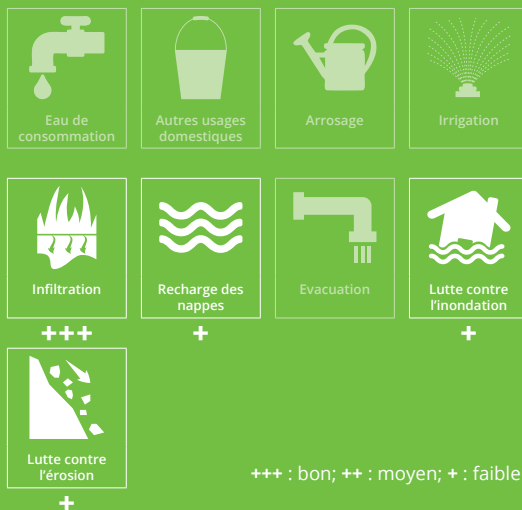 Eau de
consommation
Autres usages
domestiques
Arrosage
Irrigation
Infiltration
+++
Recharge des
nappes
+
Evacuation
Lutte contre
l'inondation
+
Lutte contre
l'érosion
+
+++ : bon; ++ : moyen; + : faible